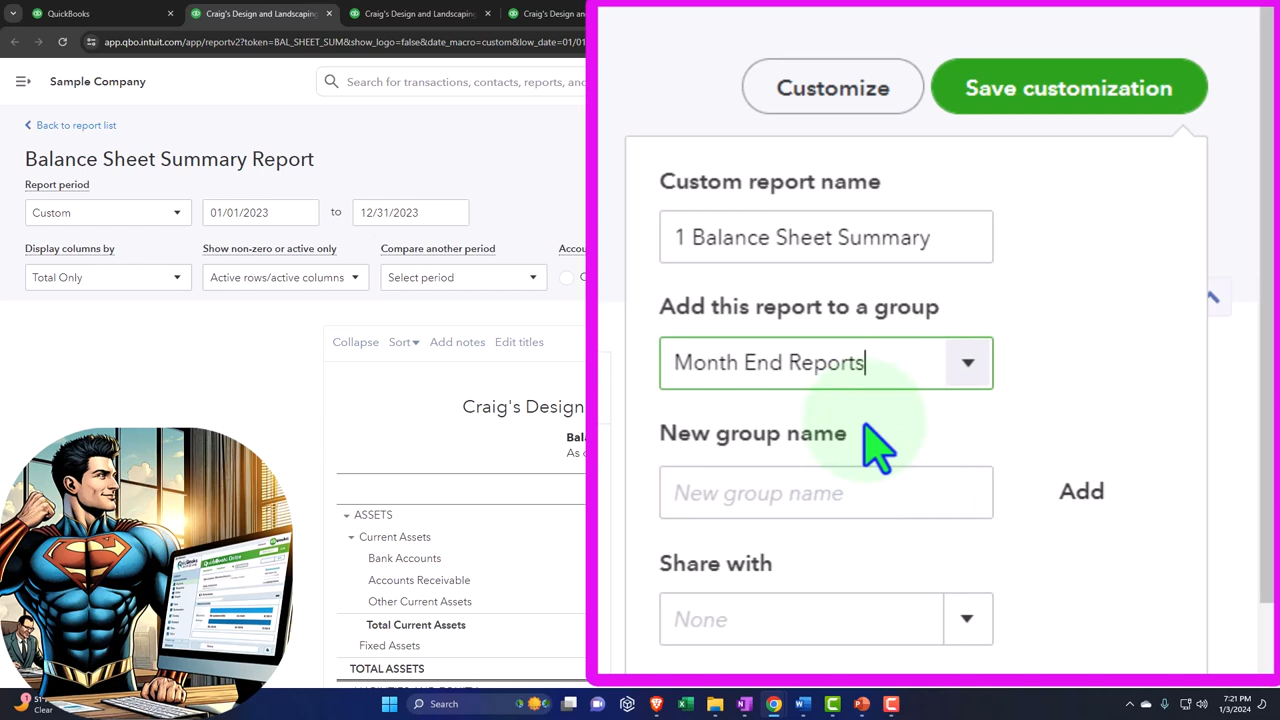 QuickBooks
Craig's Design and Landscaping
Craig's Design and Landscaping
Craig's Design an
app.qbo.intuit.com/app/reportv2?token=BAL_SHEET_SUM&show_logo=false&date_macro=custom&low_date=01/01
Sample Company
Search for transactions, contacts, reports, and
Back to report list
Balance Sheet Summary Report
Report period
Custom
01/01/2023
to
12/31/2023
Display columns by
Show non-zero or active only
Compare another period
Accou
Total Only
Active rows/active columns
Select period
Collapse
Sort
Add notes
Edit titles
Craig's Design
Bala
As o
ASSETS
Current Assets
Bank Accounts
Accounts Receivable
Other Current Assets
Total Current Assets
Fixed Assets
TOTAL ASSETS
Customize
Save customization
Custom report name
1 Balance Sheet Summary
Add this report to a group
Month End Reports
New group name
New group name
Add
Share with
None
51°
Clear
Search
7:21 PM
1/3/2024